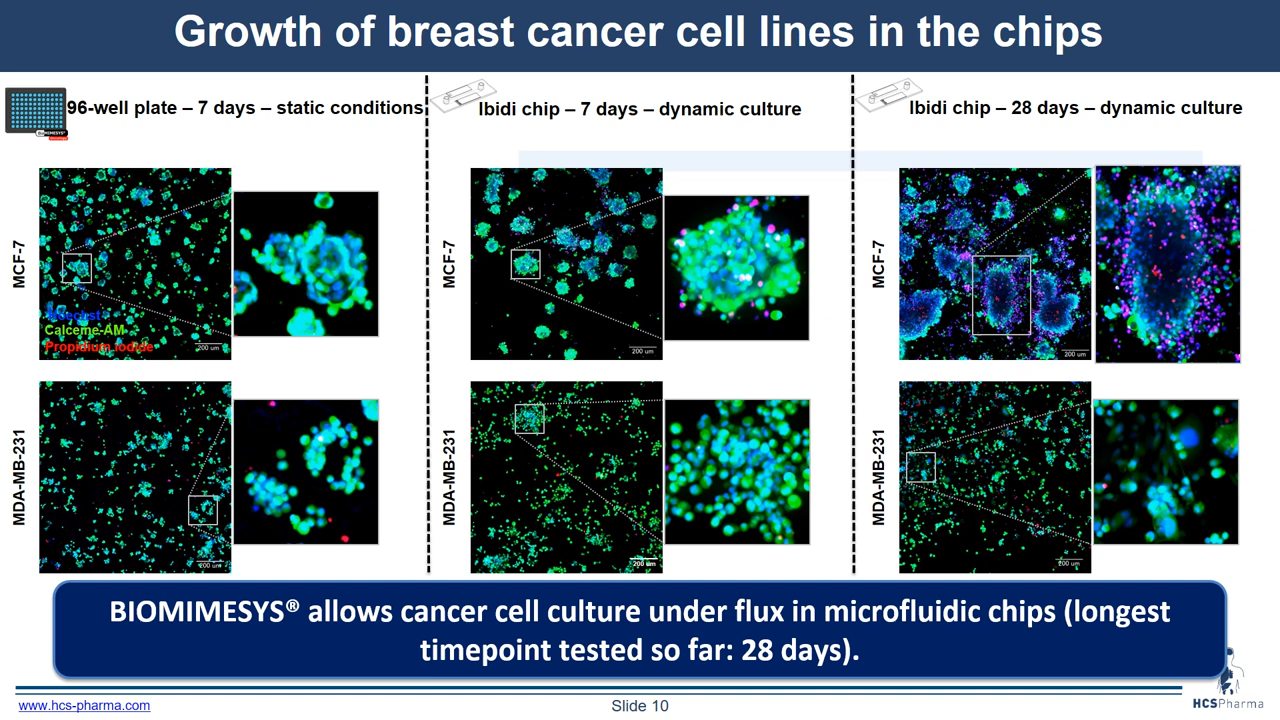 Growth of breast cancer cell lines in the chips
96-well plate – 7 days – static conditions
Ibidi chip – 7 days – dynamic culture
Ibidi chip – 28 days – dynamic culture
BIOMIMESYS®
MCF-7
Hoechst
Calceine-AM
Propidium iodide
200 um
MCF-7
200 um
MCF-7
200 um
MDA-MB-231
200 um
MDA-MB-231
200 um
MDA-MB-231
200 um
BIOMIMESYS® allows cancer cell culture under flux in microfluidic chips (longest
timepoint tested so far: 28 days).
www.hcs-pharma.com
Slide 10
HCSPharma